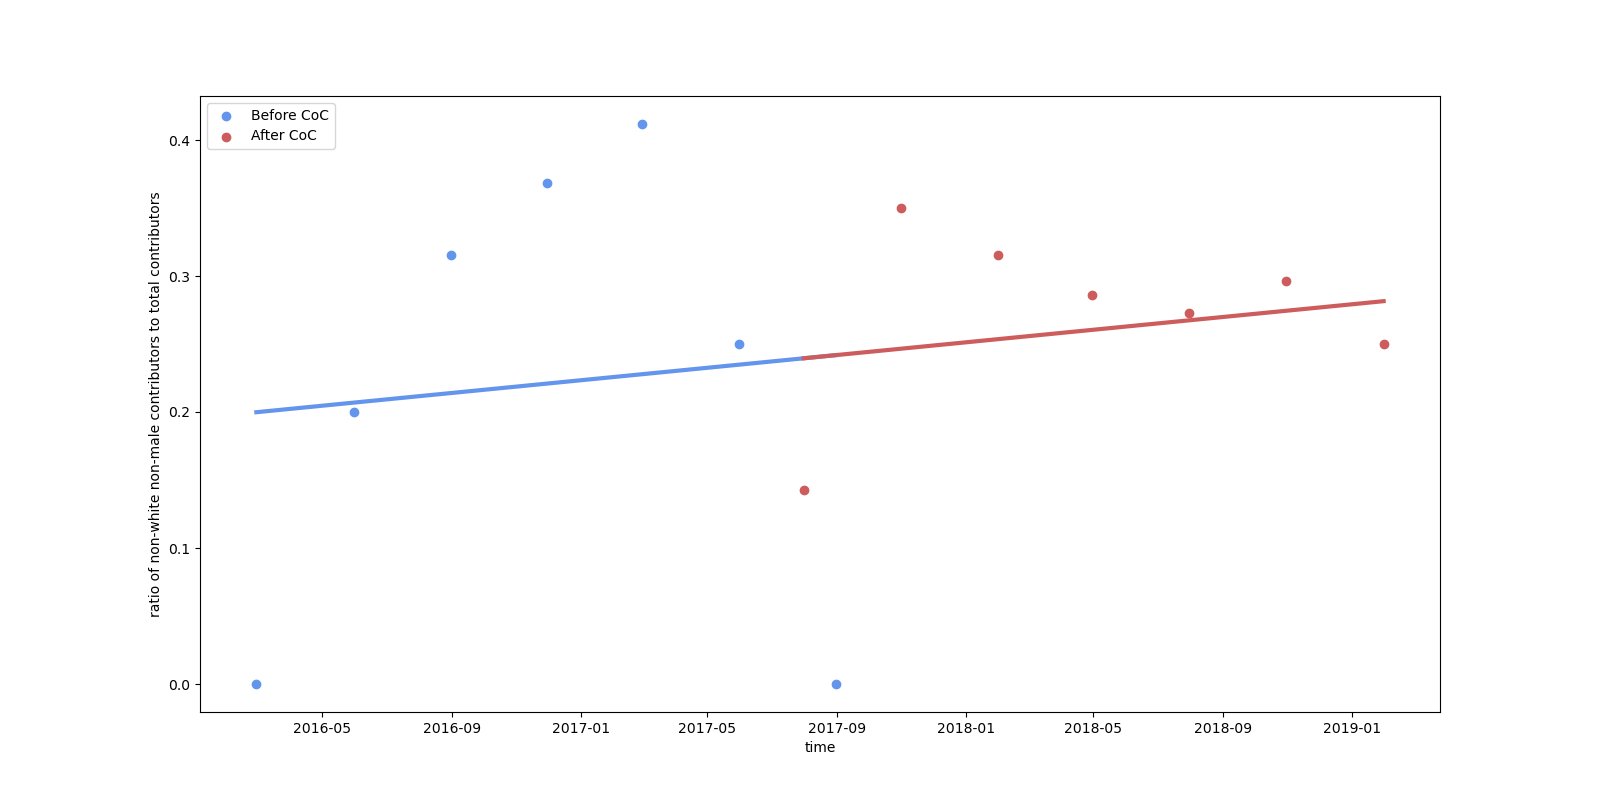 Before CoC
After CoC
ratio of non-white non-male contributors to total contributors
0.4
0.3
0.2
0.1
0.0
2016-05 2016-09 2017-01 2017-05 2017-09 2018-01 2018-05 2018-09 2019-01
time